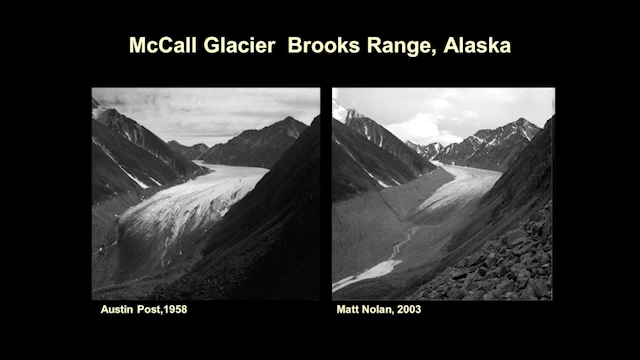 McCall Glacier  Brooks Range, Alaska
Austin Post,1958
Matt Nolan, 2003